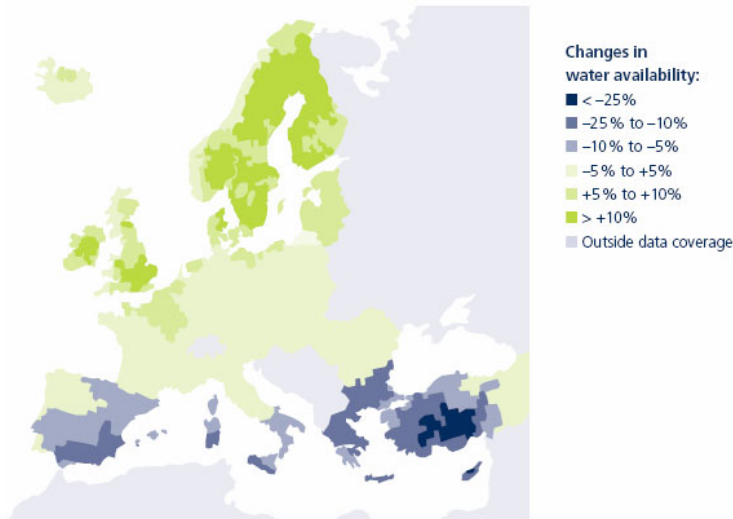 Changes in
water availability:
< –25%
–25% to –10%
–10% to –5%
–5% to +5%
+5% to +10%
> +10%
Outside data coverage